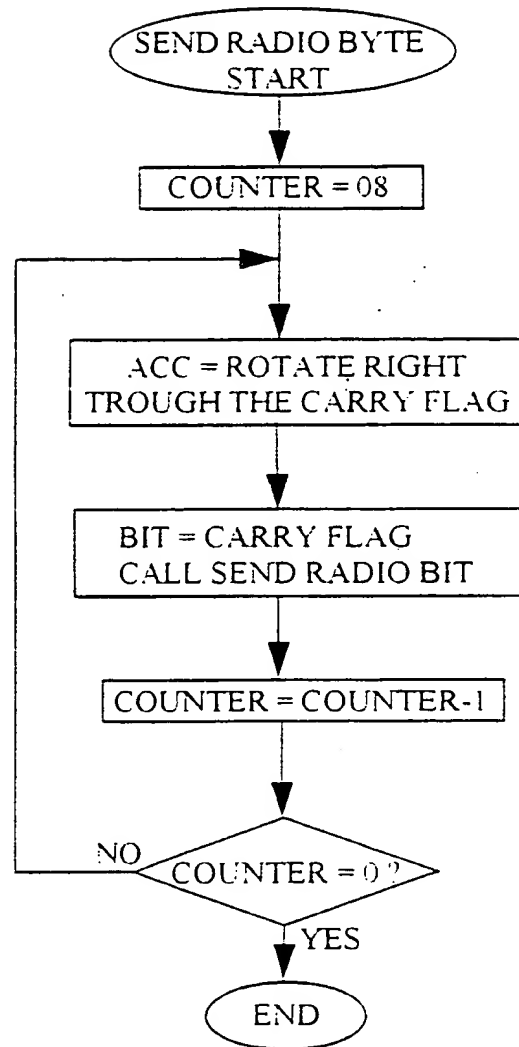 SEND RADIO BYTE
START
COUNTER = 08
ACC = ROTATE RIGHT
TROUGH THE CARRY FLAG
BIT = CARRY FLAG
CALL SEND RADIO BIT
COUNTER = COUNTER-1
COUNTER = 0 ?
NO
YES
END